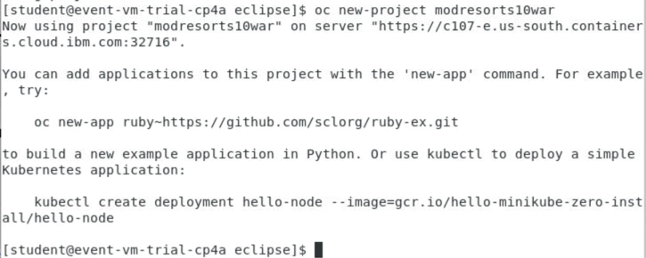 [student@event-vm-trial-cp4a eclipse]$ oc new-project modresorts10war
Now using project "modresorts10war" on server "https://c107-e.us-south.container
s.cloud.ibm.com:32716".
You can add applications to this project with the 'new-app' command. For example
, try:
oc new-app ruby~https://github.com/sclorg/ruby-ex.git
to build a new example application in Python. Or use kubectl to deploy a simple
Kubernetes application:
kubectl create deployment hello-node --image=gcr.io/hello-minikube-zero-inst
all/hello-node
[student@event-vm-trial-cp4a eclipse]$